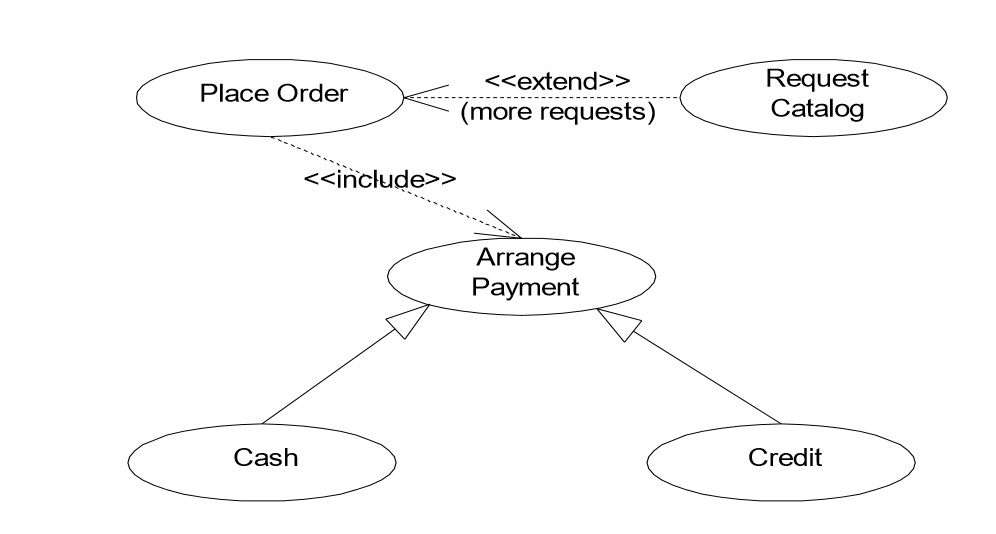 Place Order
<<extend>>
(more requests)
Request
Catalog
<<include>>
Arrange
Payment
Cash
Credit